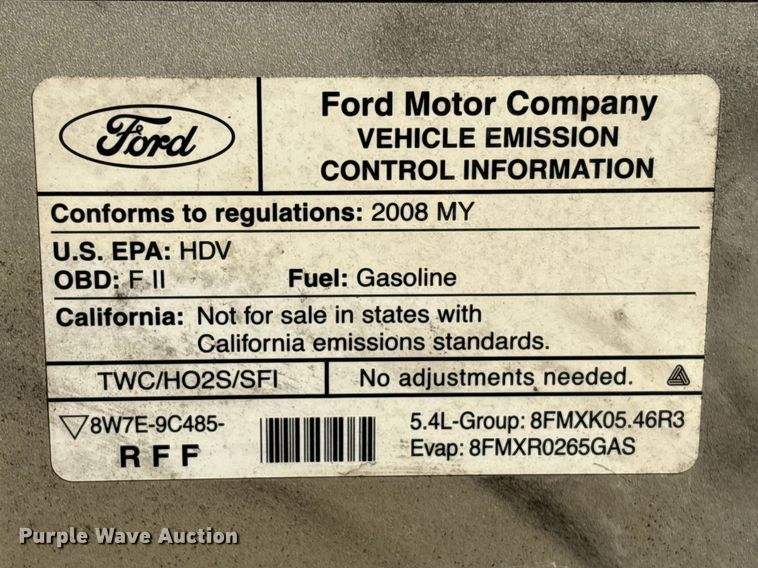 Ford
Ford Motor Company
VEHICLE EMISSION
CONTROL INFORMATION
Conforms to regulations: 2008 MY
U.S. EPA: HDV
OBD: F II Fuel: Gasoline
California: Not for sale in states with
California emissions standards.
TWC/HO2S/SFI No adjustments needed.
▽8W7E-9C485-
R F F
5.4L-Group: 8FMXK05.46R3
Evap: 8FMXR0265GAS
Purple Wave Auction